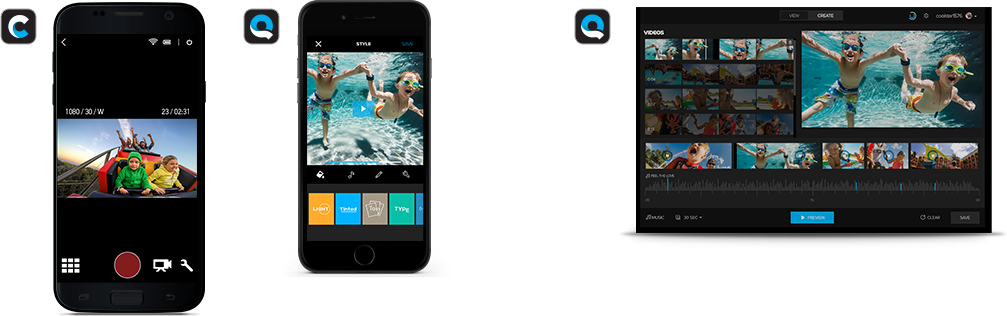 C
1080 / 30 / W
23 / 02:31
Q
STYLE
SAVE
LIGHT
Tinted
TYPE
Q
VIEW
CREATE
VIDEOS
FEEL THE LOVE
MUSIC
30 SEC
PREVIEW
CLEAR
SAVE